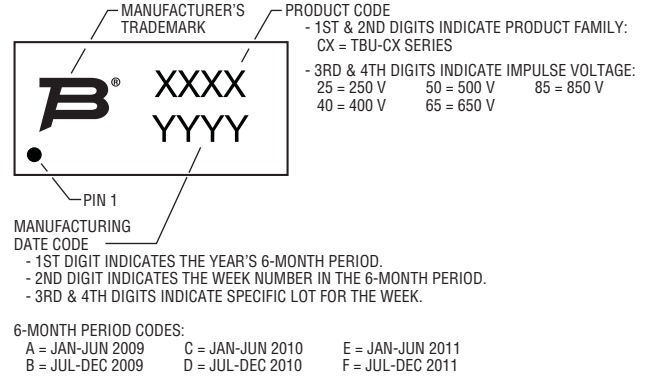 MANUFACTURER'S
TRADEMARK
PRODUCT CODE
- 1ST & 2ND DIGITS INDICATE PRODUCT FAMILY:
CX = TBU-CX SERIES
- 3RD & 4TH DIGITS INDICATE IMPULSE VOLTAGE:
25 = 250 V 50 = 500 V 85 = 850 V
40 = 400 V 65 = 650 V
B®
XXXX
YYYY
PIN 1
MANUFACTURING
DATE CODE
- 1ST DIGIT INDICATES THE YEAR'S 6-MONTH PERIOD.
- 2ND DIGIT INDICATES THE WEEK NUMBER IN THE 6-MONTH PERIOD.
- 3RD & 4TH DIGITS INDICATE SPECIFIC LOT FOR THE WEEK.
6-MONTH PERIOD CODES:
A = JAN-JUN 2009 C = JAN-JUN 2010 E = JAN-JUN 2011
B = JUL-DEC 2009 D = JUL-DEC 2010 F = JUL-DEC 2011